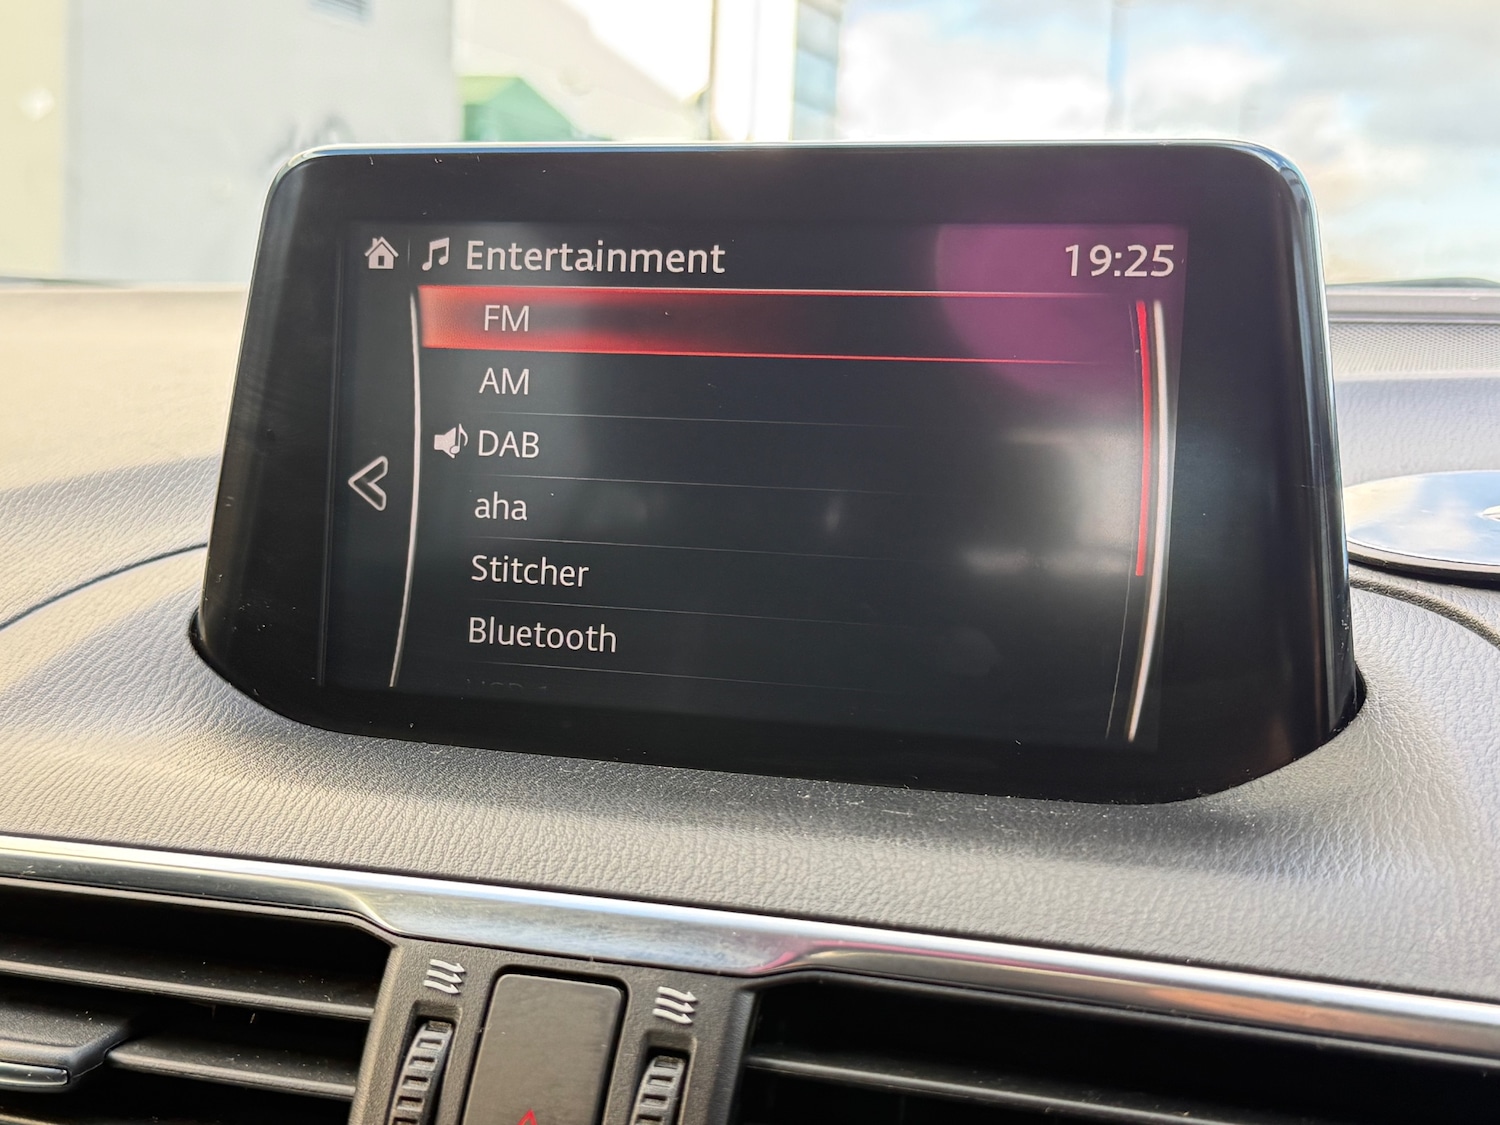 Entertainment 19:25
FM
AM
DAB
aha
Stitcher
Bluetooth